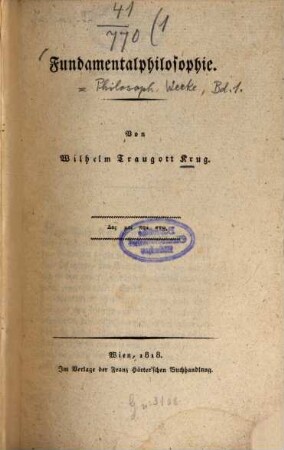 41
770 (1
Fundamentalphilosophie.
= Philosoph. Werke, Bd. 1.
Von
Wilhelm Traugott Krug.
Wien, 1818.
Im Verlage der Franz Härter'schen Buchhandlung.